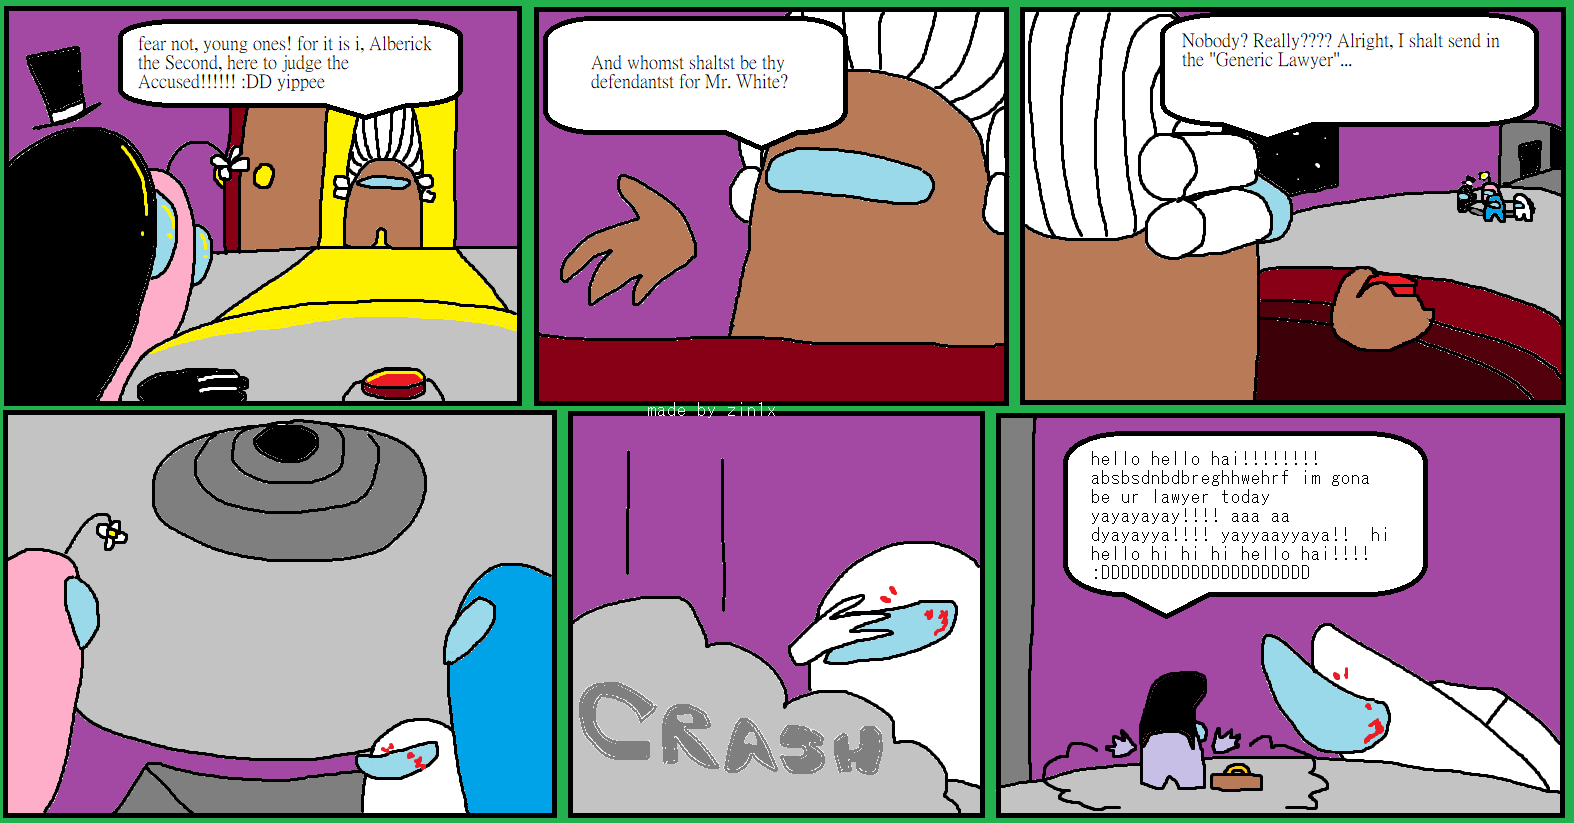 fear not, young ones! for it is i, Alberick
the Second, here to judge the
Accused!!!!!! :DD yippee
And whomst shaltst be thy
defendantst for Mr. White?
Nobody? Really???? Alright, I shalt send in
the "Generic Lawyer"...
made by zin1x
CRASH
hello hello hai!!!!!!!!
absbsdnbdbreghhwehrf im gona
be ur lawyer today
yayayayay!!!! aaa aa
dyayayya!!!! yayyaayyaya!!  hi
hello hi hi hi hello hai!!!!
:DDDDDDDDDDDDDDDDDDDDD